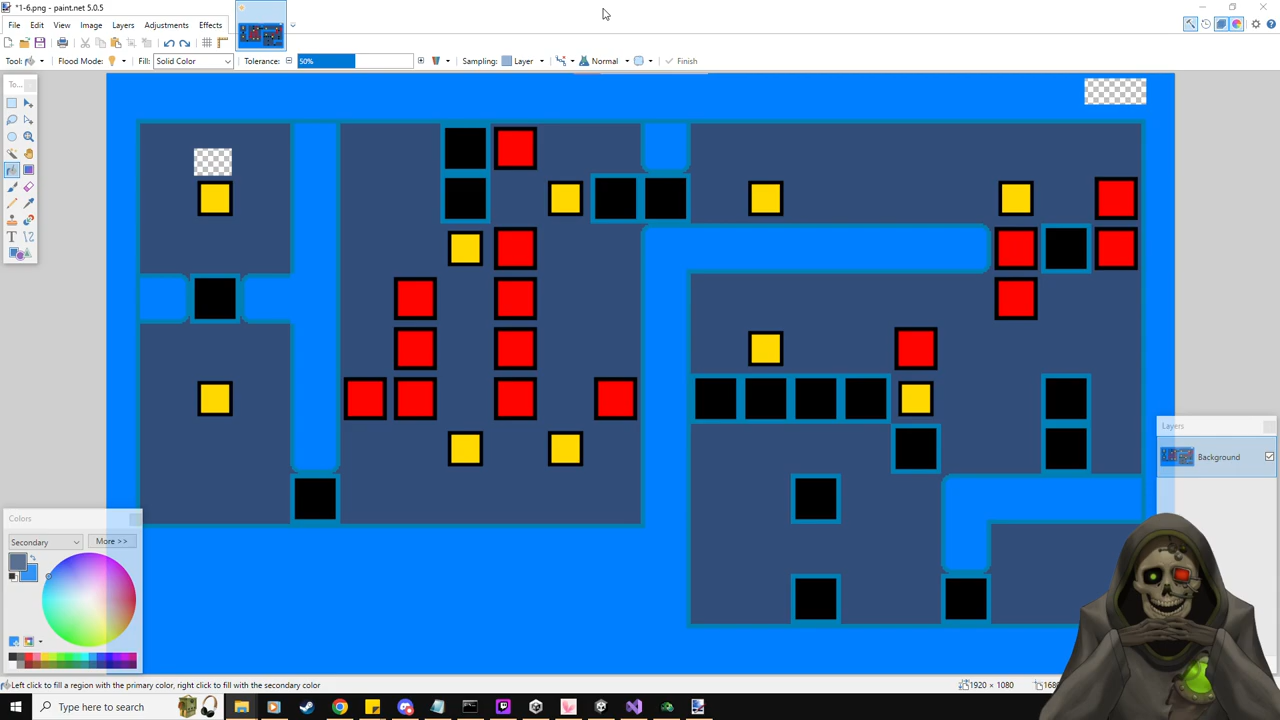 *1-6.png - paint.net 5.0.5
File Edit View Image Layers Adjustments Effects
Tool: Flood Mode: Fill: Solid Color Tolerance: 50% Sampling: Layer Normal Finish
To...
Layers
Background
Colors
Secondary More >>
Left click to fill a region with the primary color, right click to fill with the secondary color
1920 × 1080
Type here to search